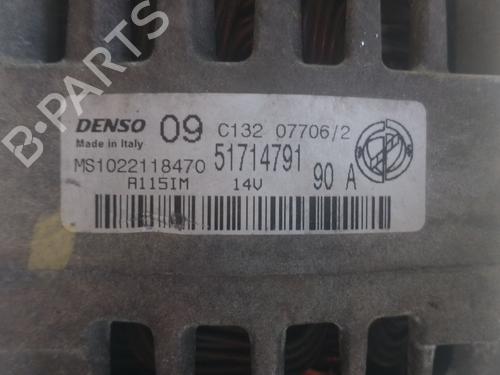 DENSO 09 C132 07706/2
Made in Italy
MS1022118470 51714791
A115IM 14V 90 A
B-PARTS